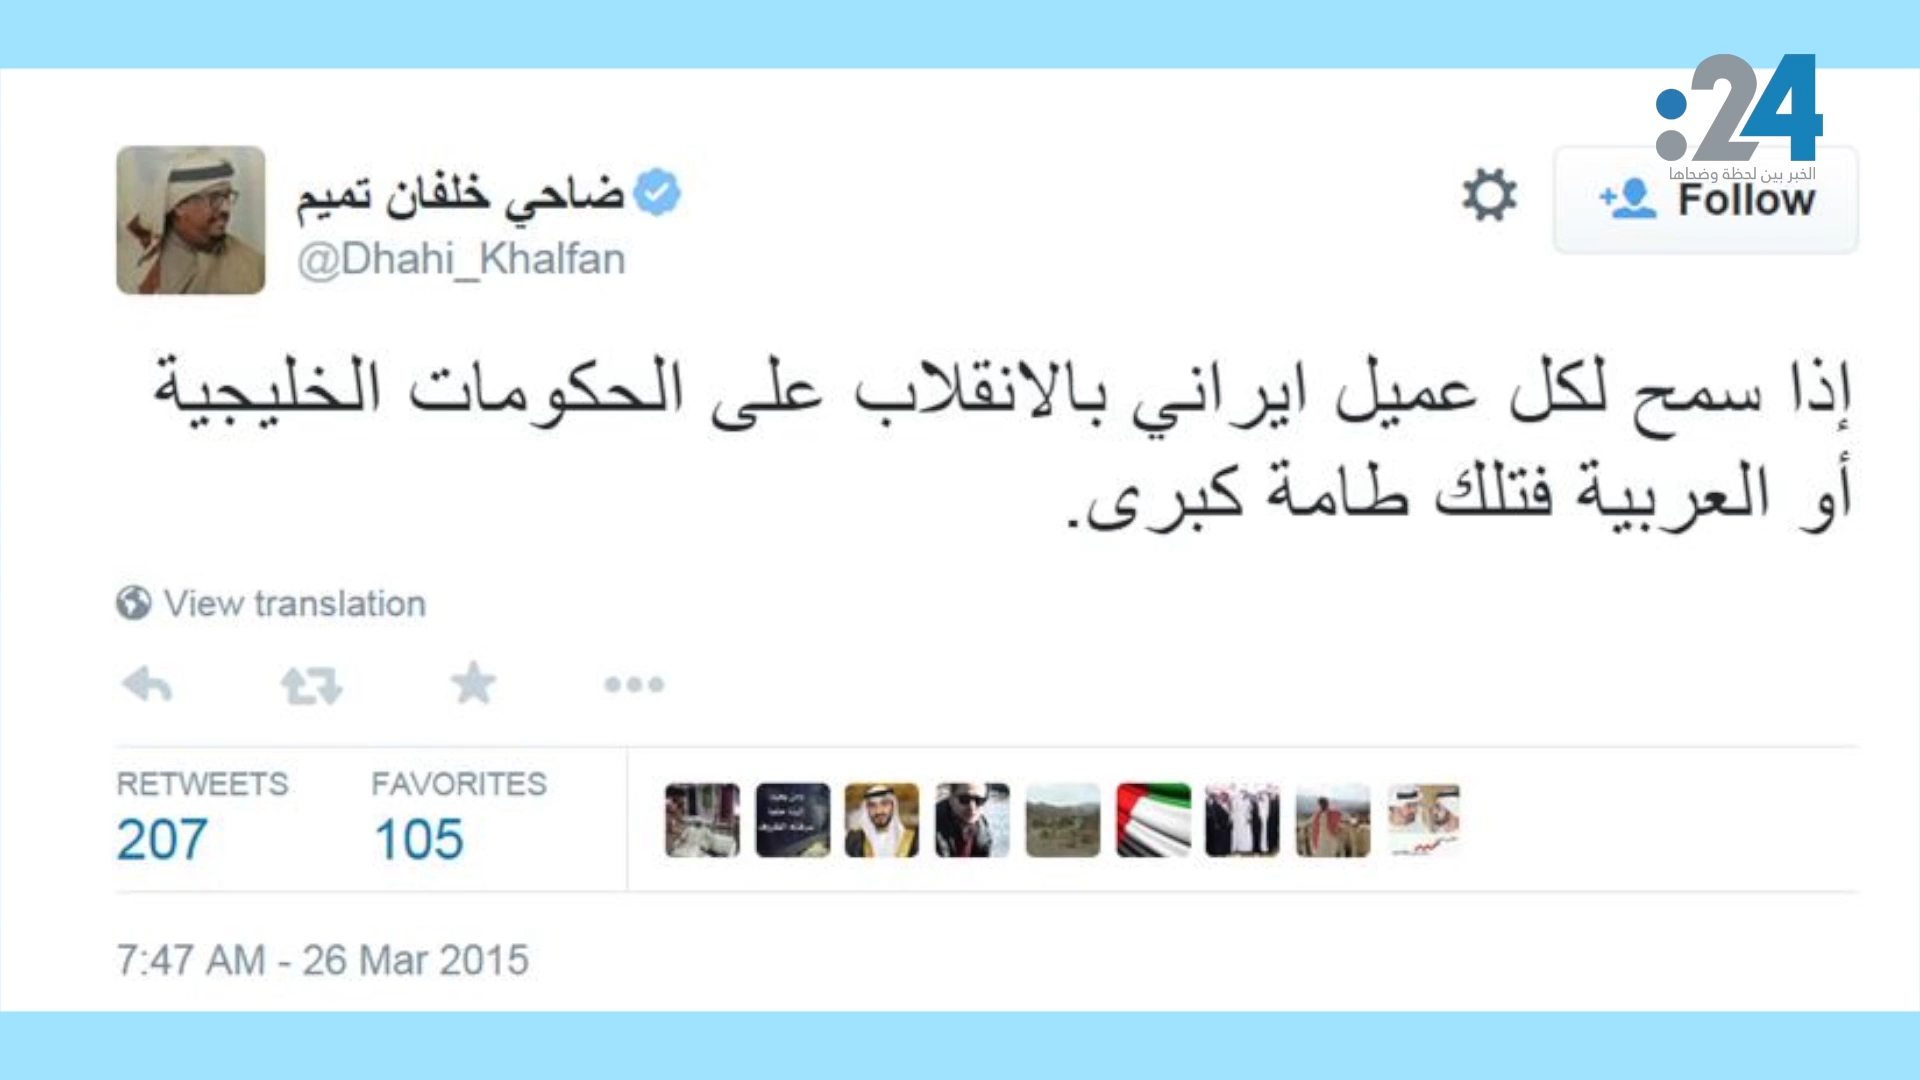 :24
الخبر بين لحظة وضحاها
ضاحي خلفان تميم
@Dhahi_Khalfan
Follow
إذا سمح لكل عميل ايراني بالانقلاب على الحكومات الخليجية
أو العربية فتلك طامة كبرى.
View translation
RETWEETS
207
FAVORITES
105
7:47 AM - 26 Mar 2015